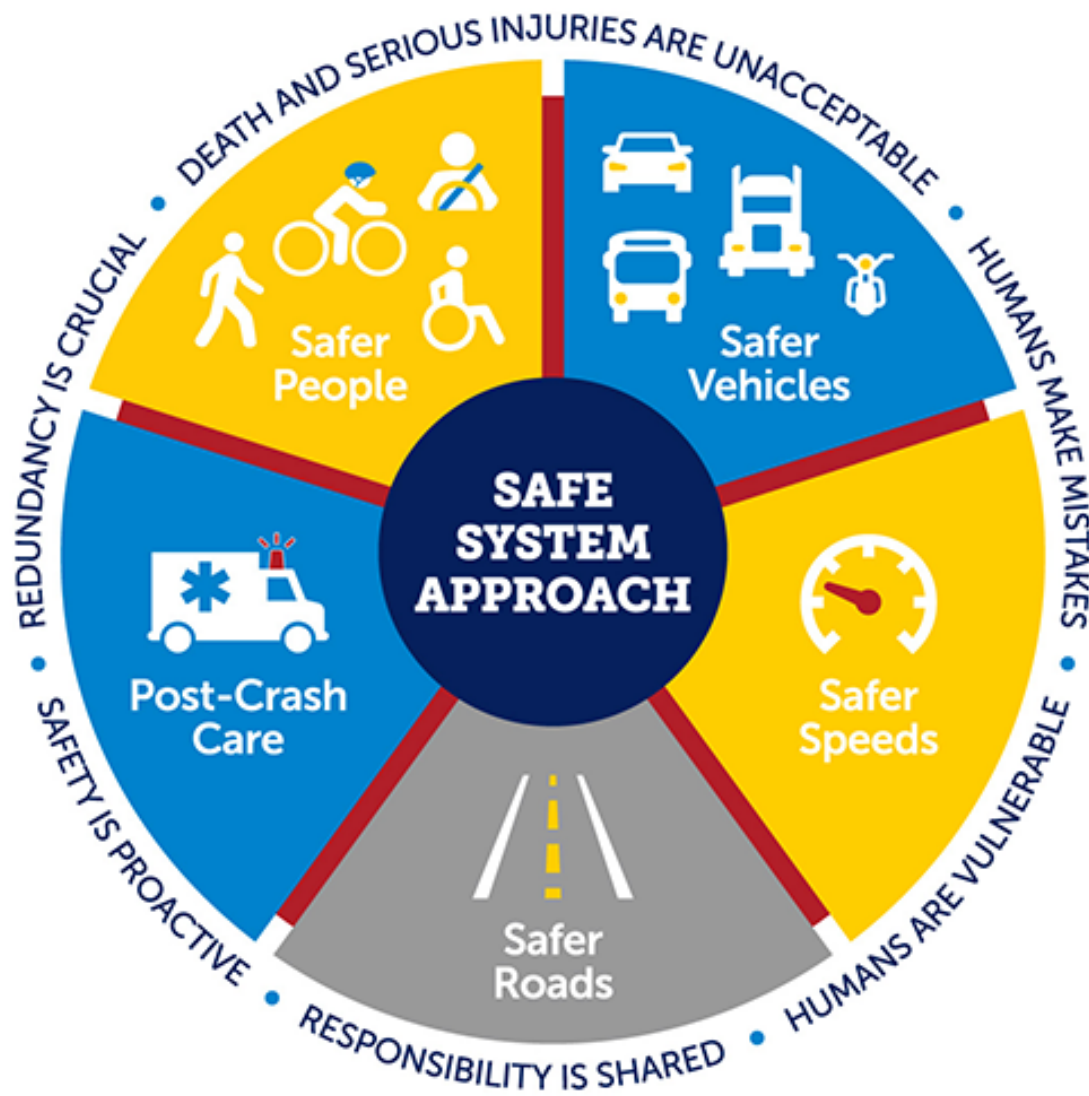 DEATH AND SERIOUS INJURIES ARE UNACCEPTABLE
HUMANS MAKE MISTAKES
HUMANS ARE VULNERABLE
RESPONSIBILITY IS SHARED
SAFETY IS PROACTIVE
REDUNDANCY IS CRUCIAL
Safer
People
Safer
Vehicles
SAFE
SYSTEM
APPROACH
Post-Crash
Care
Safer
Speeds
Safer
Roads